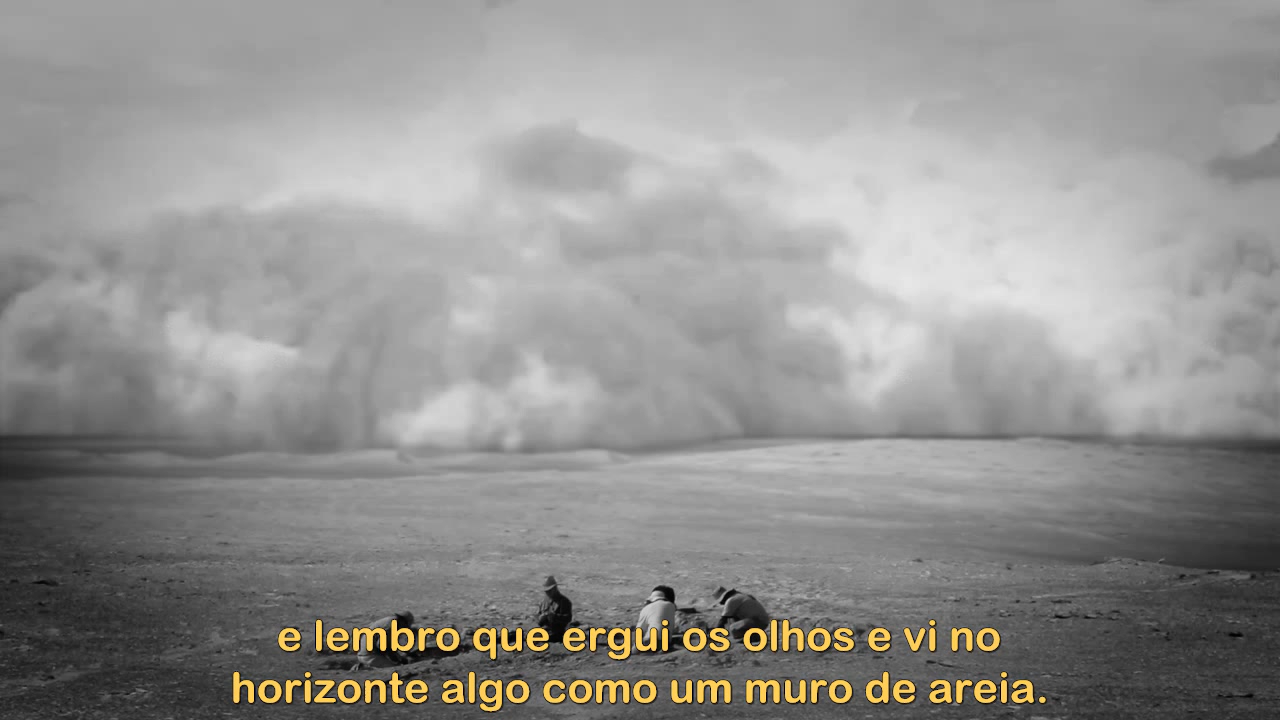 e lembro que ergui os olhos e vi no
horizonte algo como um muro de areia.